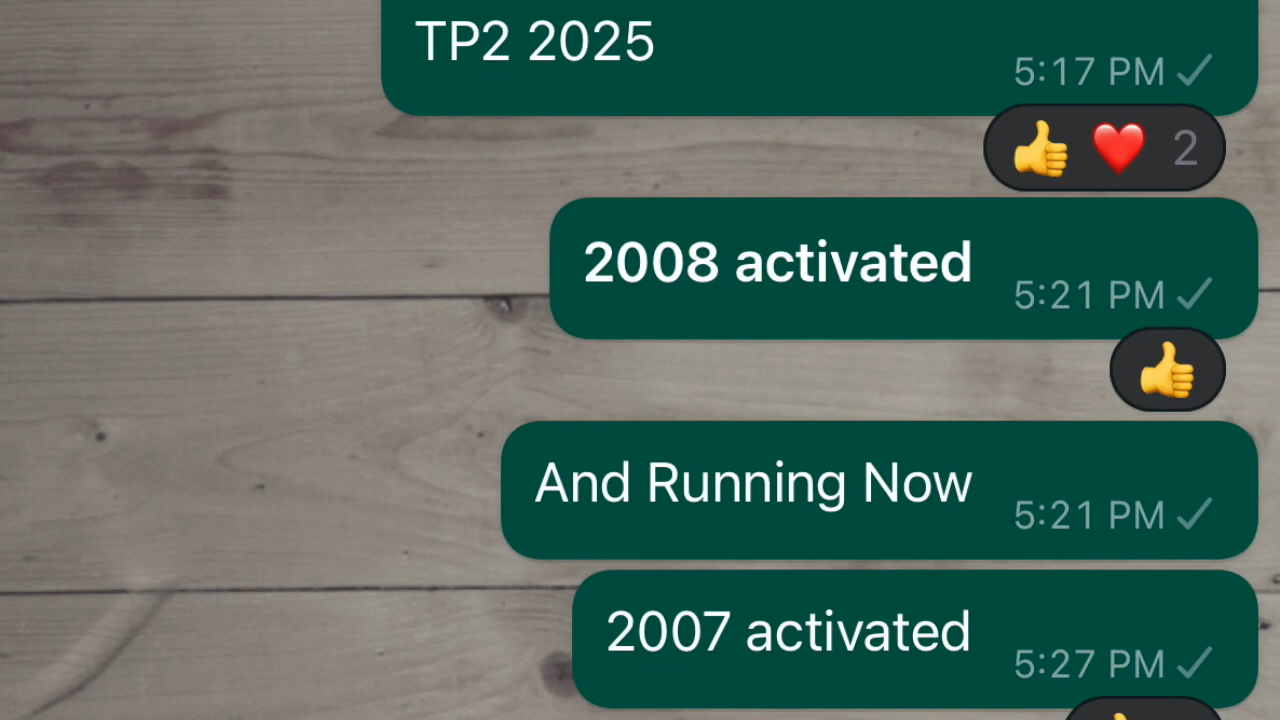 TP2 2025
5:17 PM
👍 ❤️ 2
2008 activated
5:21 PM
👍
And Running Now
5:21 PM
2007 activated
5:27 PM